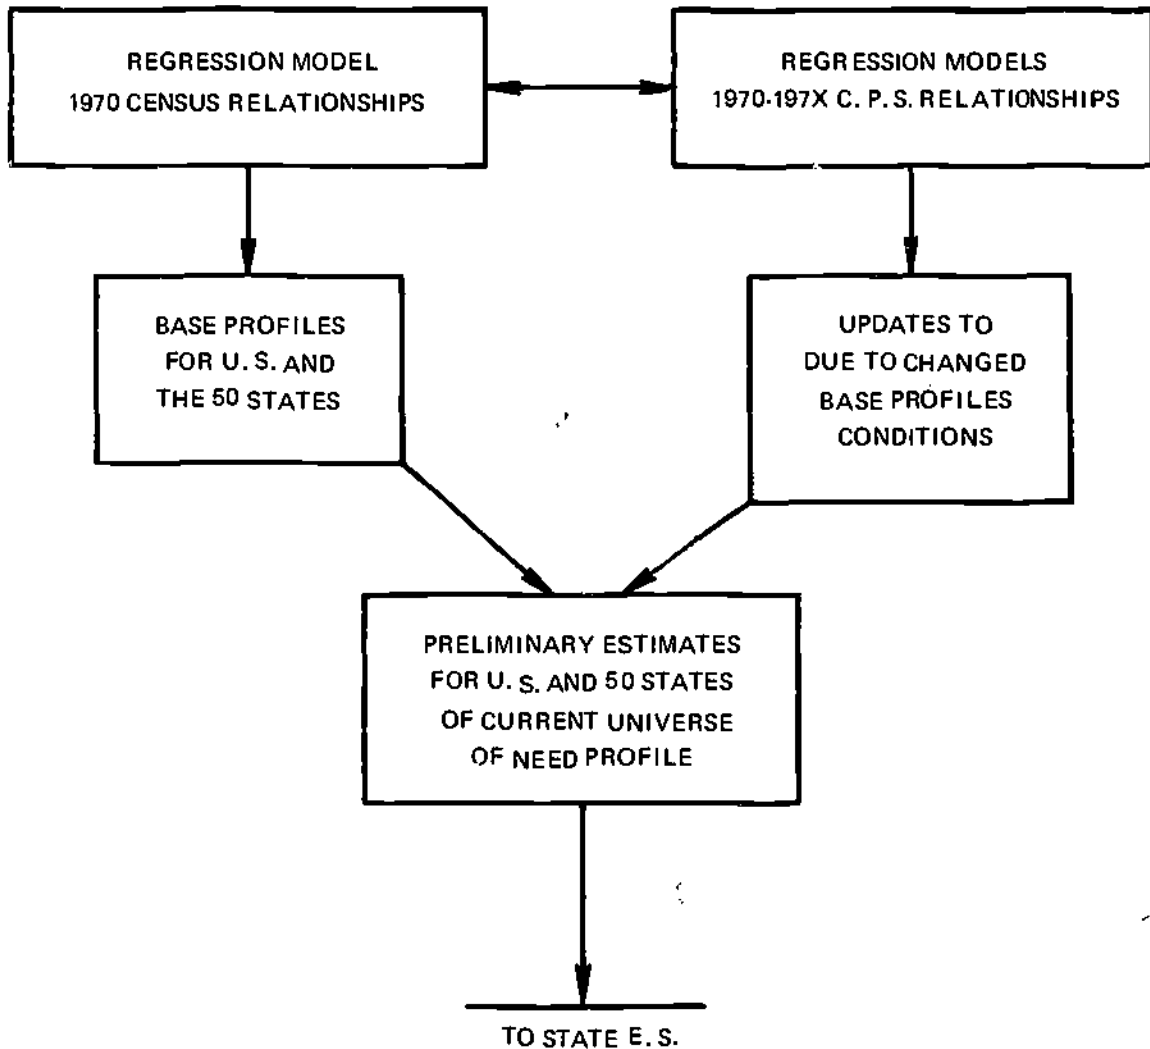 REGRESSION MODEL
1970 CENSUS RELATIONSHIPS
REGRESSION MODELS
1970-197X C. P. S. RELATIONSHIPS
BASE PROFILES
FOR U. S. AND
THE 50 STATES
UPDATES TO
DUE TO CHANGED
BASE PROFILES
CONDITIONS
PRELIMINARY ESTIMATES
FOR U. S. AND 50 STATES
OF CURRENT UNIVERSE
OF NEED PROFILE
TO STATE E. S.